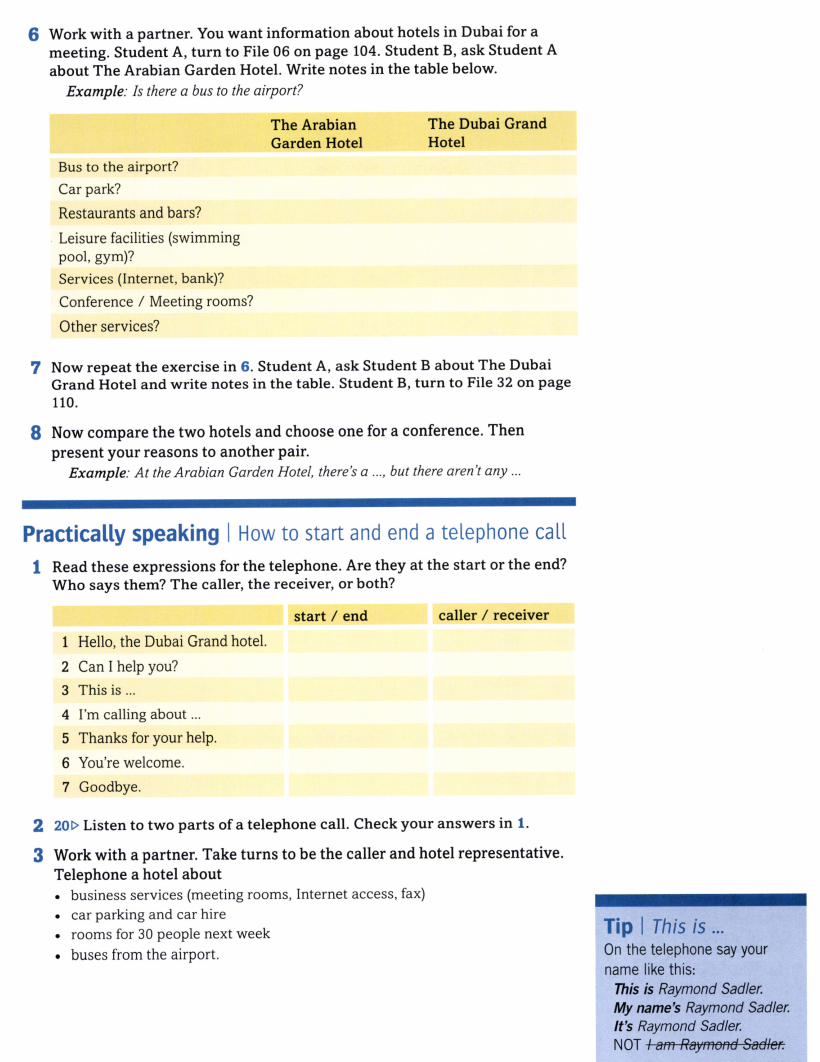 6 Work with a partner. You want information about hotels in Dubai for a
meeting. Student A, turn to File 06 on page 104. Student B, ask Student A
about The Arabian Garden Hotel. Write notes in the table below.
Example: Is there a bus to the airport?
The Arabian Garden Hotel
The Dubai Grand Hotel
Bus to the airport?
Car park?
Restaurants and bars?
Leisure facilities (swimming
pool, gym)?
Services (Internet, bank)?
Conference / Meeting rooms?
Other services?
7 Now repeat the exercise in 6. Student A, ask Student B about The Dubai
Grand Hotel and write notes in the table. Student B, turn to File 32 on page
110.
8 Now compare the two hotels and choose one for a conference. Then
present your reasons to another pair.
Example: At the Arabian Garden Hotel, there's a ..., but there aren't any ...
Practically speaking | How to start and end a telephone call
1 Read these expressions for the telephone. Are they at the start or the end?
Who says them? The caller, the receiver, or both?
start / end caller / receiver
1 Hello, the Dubai Grand hotel.
2 Can I help you?
3 This is ...
4 I'm calling about ...
5 Thanks for your help.
6 You're welcome.
7 Goodbye.
2 20▷ Listen to two parts of a telephone call. Check your answers in 1.
3 Work with a partner. Take turns to be the caller and hotel representative.
Telephone a hotel about
• business services (meeting rooms, Internet access, fax)
• car parking and car hire
• rooms for 30 people next week
• buses from the airport.
Tip | This is ...
On the telephone say your
name like this:
This is Raymond Sadler.
My name's Raymond Sadler.
It's Raymond Sadler.
NOT I am Raymond Sadler.